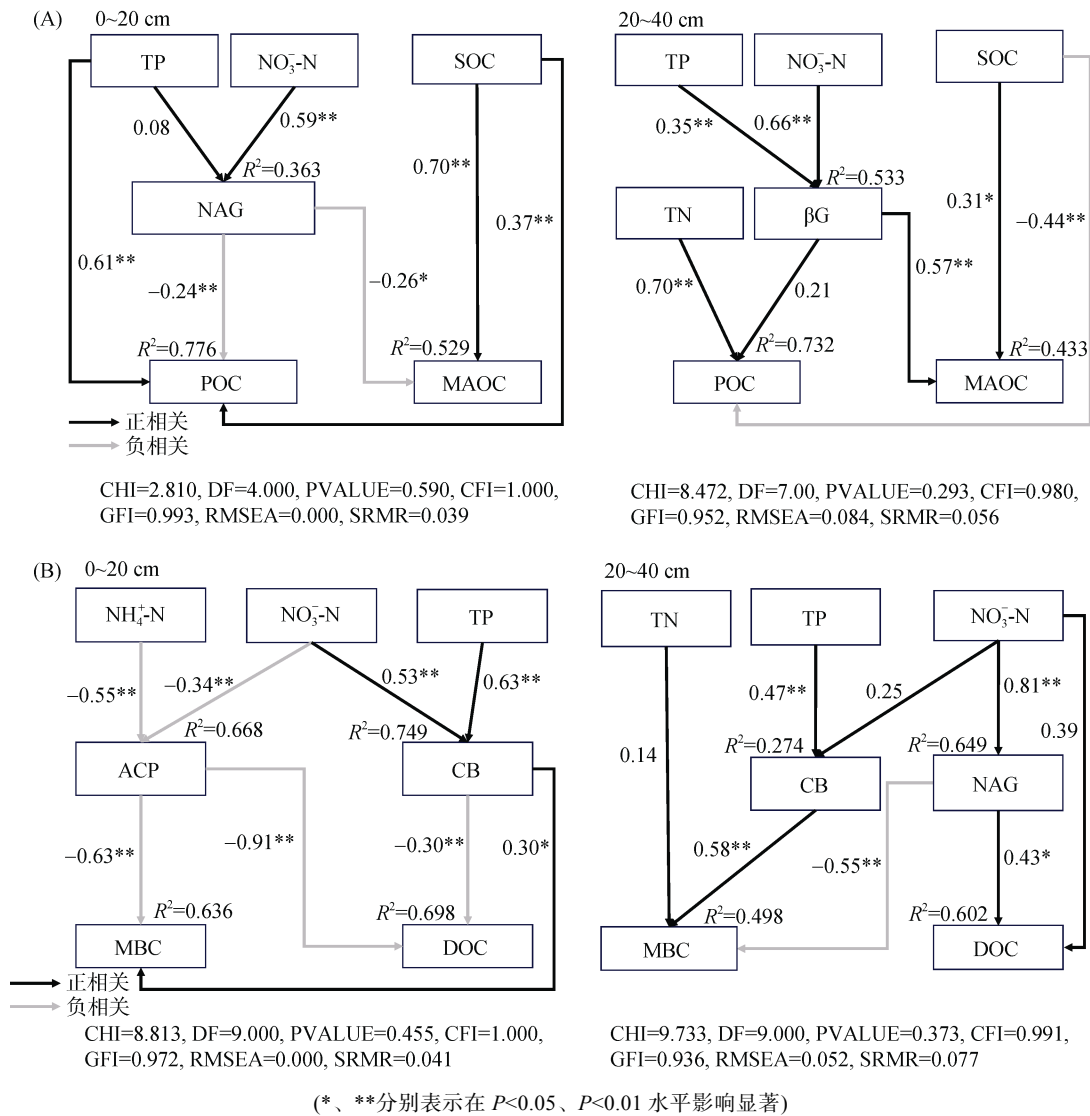 (A)
0~20 cm
TP
NO₃⁻-N
SOC
0.08
0.59**
R²=0.363
0.70**
NAG
0.37**
0.61**
−0.24**
−0.26*
R²=0.776
R²=0.529
POC
MAOC
正相关
负相关
CHI=2.810, DF=4.000, PVALUE=0.590, CFI=1.000,
GFI=0.993, RMSEA=0.000, SRMR=0.039
20~40 cm
TP
NO₃⁻-N
SOC
0.35**
0.66**
R²=0.533
TN
βG
0.31*
−0.44**
0.70**
0.21
0.57**
R²=0.732
R²=0.433
POC
MAOC
CHI=8.472, DF=7.00, PVALUE=0.293, CFI=0.980,
GFI=0.952, RMSEA=0.084, SRMR=0.056
(B)
0~20 cm
NH₄⁺-N
NO₃⁻-N
TP
−0.55**
−0.34**
0.53**
0.63**
R²=0.668
R²=0.749
ACP
CB
−0.63**
−0.91**
−0.30**
0.30*
R²=0.636
R²=0.698
MBC
DOC
正相关
负相关
CHI=8.813, DF=9.000, PVALUE=0.455, CFI=1.000,
GFI=0.972, RMSEA=0.000, SRMR=0.041
20~40 cm
TN
TP
NO₃⁻-N
0.47**
0.25
0.81**
0.39
0.14
R²=0.274
R²=0.649
CB
NAG
0.58**
−0.55**
0.43*
R²=0.498
R²=0.602
MBC
DOC
CHI=9.733, DF=9.000, PVALUE=0.373, CFI=0.991,
GFI=0.936, RMSEA=0.052, SRMR=0.077
(*、**分别表示在 P<0.05、P<0.01 水平影响显著)